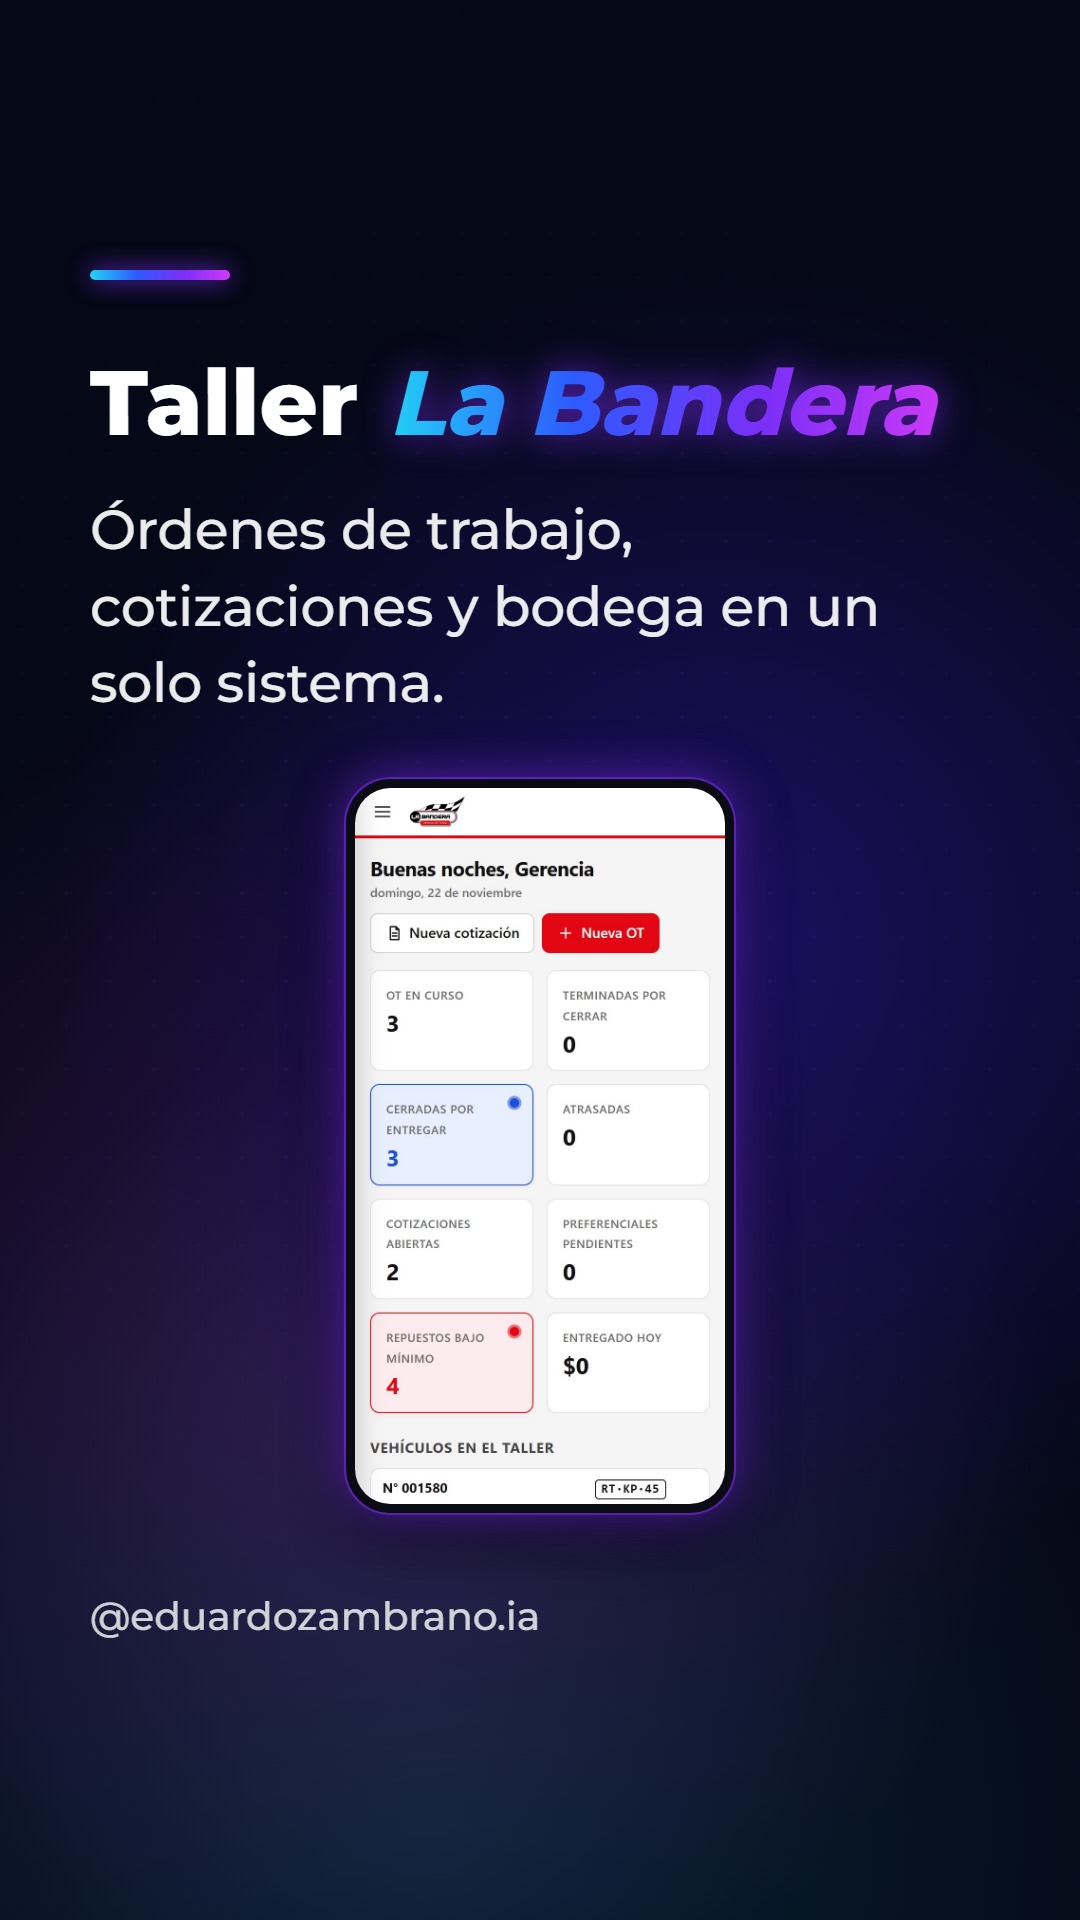 Taller La Bandera
Órdenes de trabajo,
cotizaciones y bodega en un
solo sistema.
LA BANDERA
Buenas noches, Gerencia
domingo, 22 de noviembre
Nueva cotización
+ Nueva OT
OT EN CURSO
3
TERMINADAS POR
CERRAR
0
CERRADAS POR
ENTREGAR
3
ATRASADAS
0
COTIZACIONES
ABIERTAS
2
PREFERENCIALES
PENDIENTES
0
REPUESTOS BAJO
MÍNIMO
4
ENTREGADO HOY
$0
VEHÍCULOS EN EL TALLER
N° 001580
RT·KP·45
@eduardozambrano.ia